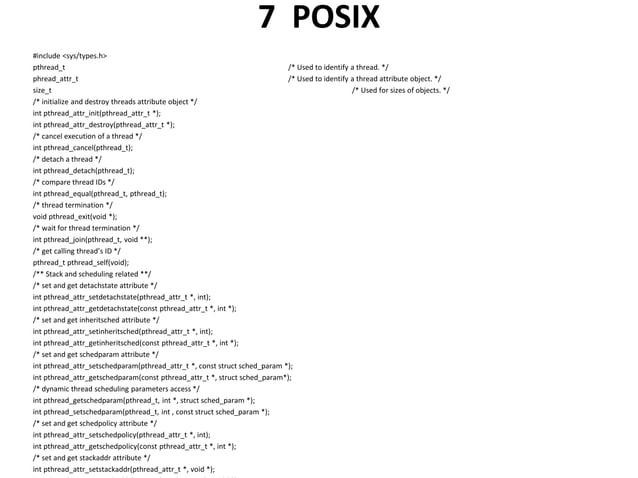 7 POSIX
#include <sys/types.h>
pthread_t /* Used to identify a thread. */
phread_attr_t /* Used to identify a thread attribute object. */
size_t /* Used for sizes of objects. */
/* initialize and destroy threads attribute object */
int pthread_attr_init(pthread_attr_t *);
int pthread_attr_destroy(pthread_attr_t *);
/* cancel execution of a thread */
int pthread_cancel(pthread_t);
/* detach a thread */
int pthread_detach(pthread_t);
/* compare thread IDs */
int pthread_equal(pthread_t, pthread_t);
/* thread termination */
void pthread_exit(void *);
/* wait for thread termination */
int pthread_join(pthread_t, void **);
/* get calling thread's ID */
pthread_t pthread_self(void);
/** Stack and scheduling related **/
/* set and get detachstate attribute */
int pthread_attr_setdetachstate(pthread_attr_t *, int);
int pthread_attr_getdetachstate(const pthread_attr_t *, int *);
/* set and get inheritsched attribute */
int pthread_attr_setinheritsched(pthread_attr_t *, int);
int pthread_attr_getinheritsched(const pthread_attr_t *, int *);
/* set and get schedparam attribute */
int pthread_attr_setschedparam(pthread_attr_t *, const struct sched_param *);
int pthread_attr_getschedparam(const pthread_attr_t *, struct sched_param*);
/* dynamic thread scheduling parameters access */
int pthread_getschedparam(pthread_t, int *, struct sched_param *);
int pthread_setschedparam(pthread_t, int , const struct sched_param *);
/* set and get schedpolicy attribute */
int pthread_attr_setschedpolicy(pthread_attr_t *, int);
int pthread_attr_getschedpolicy(const pthread_attr_t *, int *);
/* set and get stackaddr attribute */
int pthread_attr_setstackaddr(pthread_attr_t *, void *);